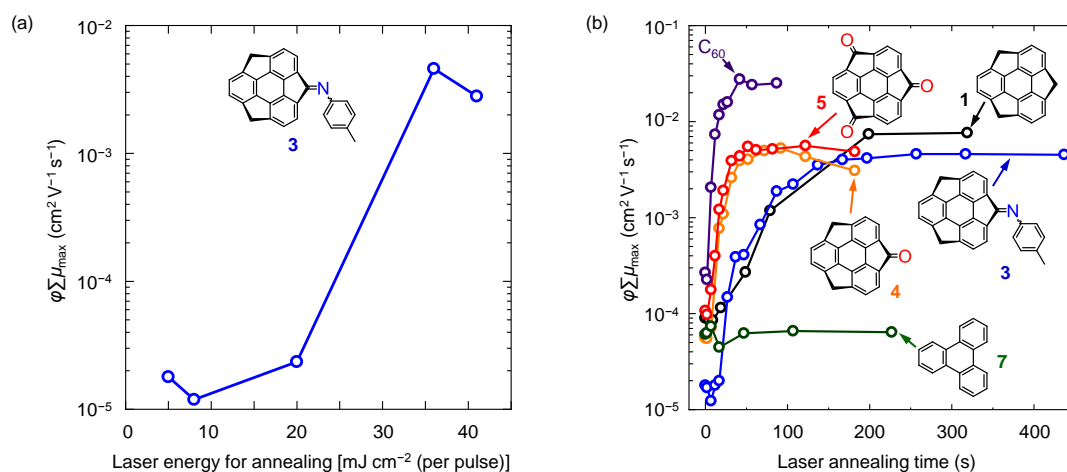 (a)
10⁻²
10⁻³
10⁻⁴
10⁻⁵
φ∑μmax (cm² V⁻¹ s⁻¹)
0 10 20 30 40
Laser energy for annealing [mJ cm⁻² (per pulse)]
N
3
(b)
10⁻¹
10⁻²
10⁻³
10⁻⁴
10⁻⁵
φ∑μmax (cm² V⁻¹ s⁻¹)
0 100 200 300 400
Laser annealing time (s)
C₆₀
O
O
O
5
1
O
4
N
3
7